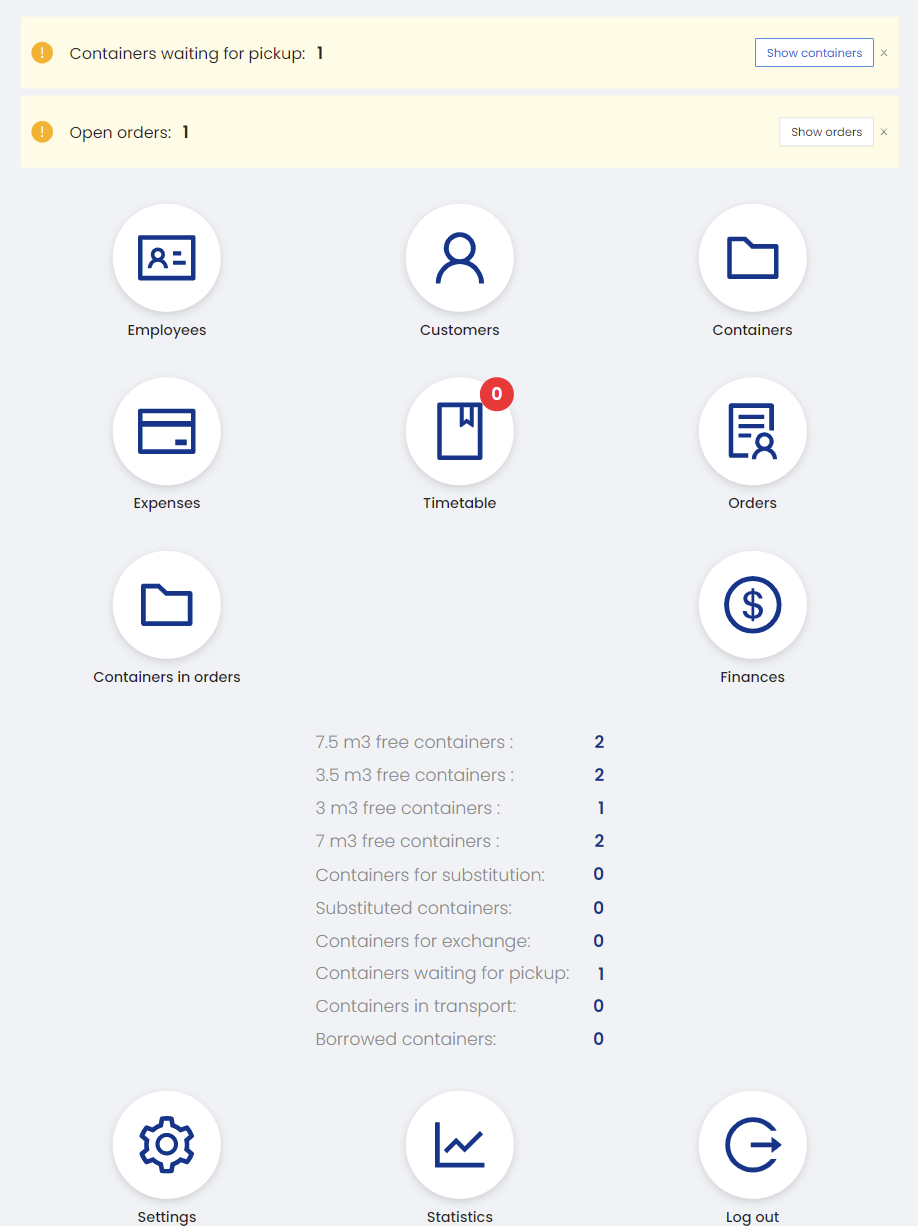 Containers waiting for pickup: 1 Show containers x
Open orders: 1 Show orders x
Employees Customers Containers
0
Expenses Timetable Orders
$
Containers in orders Finances
7.5 m3 free containers : 2
3.5 m3 free containers : 2
3 m3 free containers : 1
7 m3 free containers : 2
Containers for substitution: 0
Substituted containers: 0
Containers for exchange: 0
Containers waiting for pickup: 1
Containers in transport: 0
Borrowed containers: 0
Settings Statistics Log out